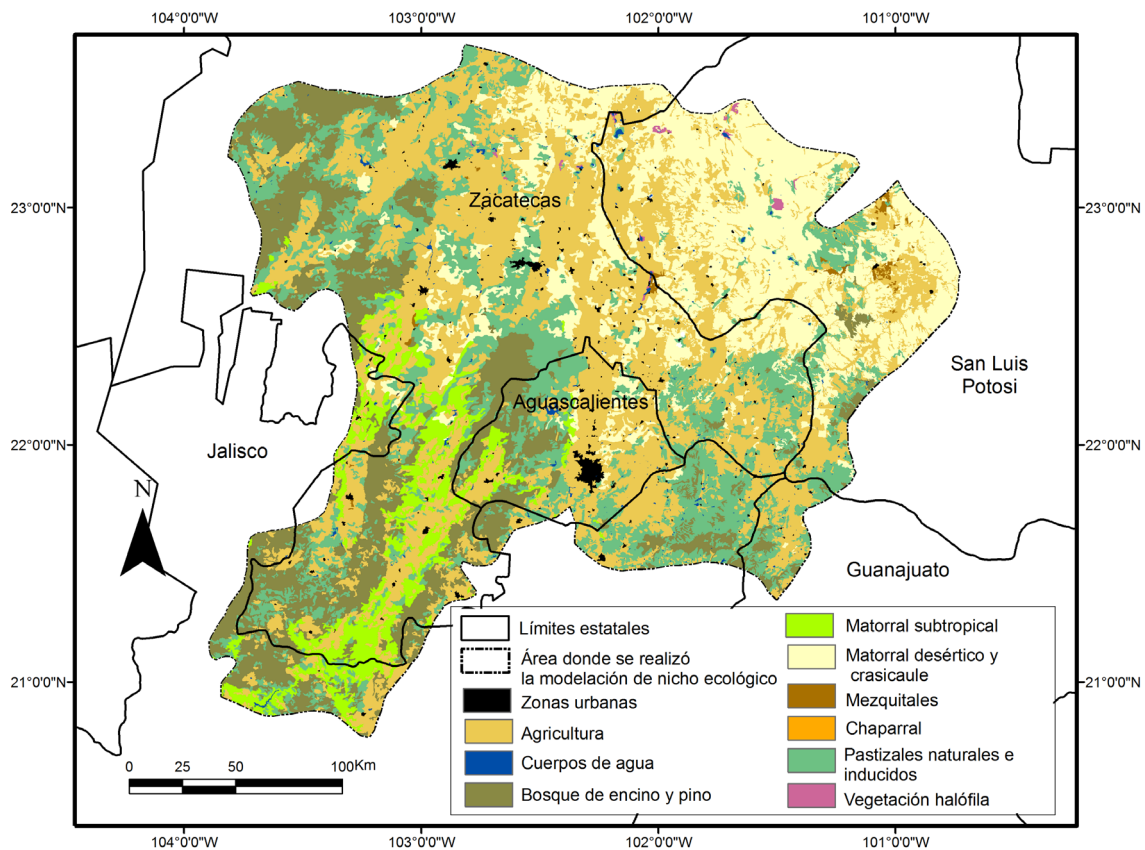 104°0'0"W 103°0'0"W 102°0'0"W 101°0'0"W
23°0'0"N 23°0'0"N
Zacatecas
San Luis
Potosi
Aguascalientes
22°0'0"N 22°0'0"N
Jalisco
N
Guanajuato
Límites estatales
Área donde se realizó
la modelación de nicho ecológico
Zonas urbanas
Agricultura
Cuerpos de agua
Bosque de encino y pino
Matorral subtropical
Matorral desértico y
crasicaule
Mezquitales
Chaparral
Pastizales naturales e
inducidos
Vegetación halófila
21°0'0"N 21°0'0"N
0 25 50 100Km
104°0'0"W 103°0'0"W 102°0'0"W 101°0'0"W